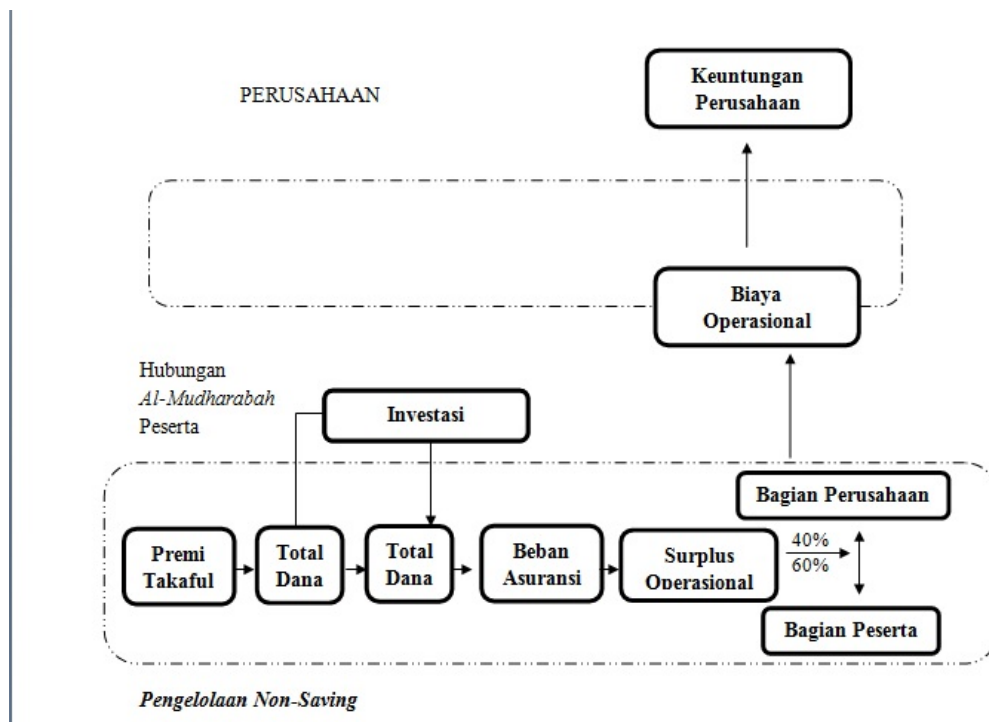 PERUSAHAAN
Keuntungan
Perusahaan
Biaya
Operasional
Hubungan
Al-Mudharabah
Peserta
Investasi
Bagian Perusahaan
Premi
Takaful
Total
Dana
Total
Dana
Beban
Asuransi
Surplus
Operasional
40%
60%
Bagian Peserta
Pengelolaan Non-Saving